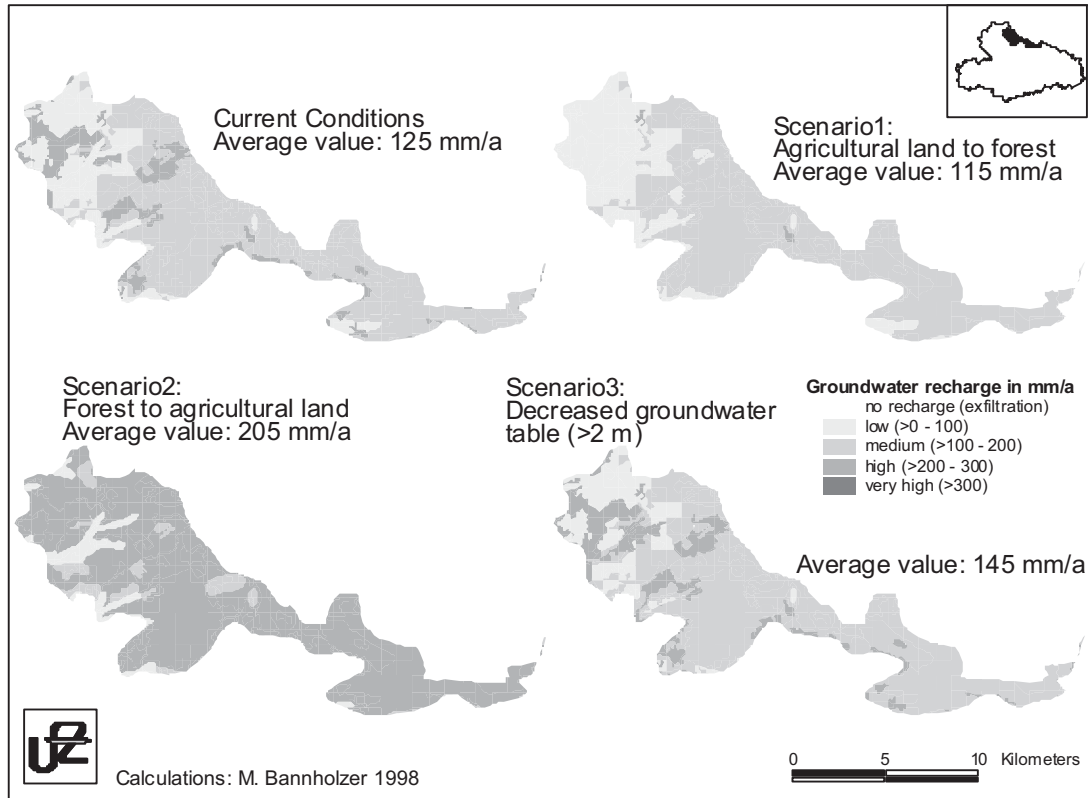 Current Conditions
Average value: 125 mm/a
Scenario1:
Agricultural land to forest
Average value: 115 mm/a
Scenario2:
Forest to agricultural land
Average value: 205 mm/a
Scenario3:
Decreased groundwater
table (>2 m)
Groundwater recharge in mm/a
no recharge (exfiltration)
low (>0 - 100)
medium (>100 - 200)
high (>200 - 300)
very high (>300)
Average value: 145 mm/a
UFZ
Calculations: M. Bannholzer 1998
0 5 10 Kilometers